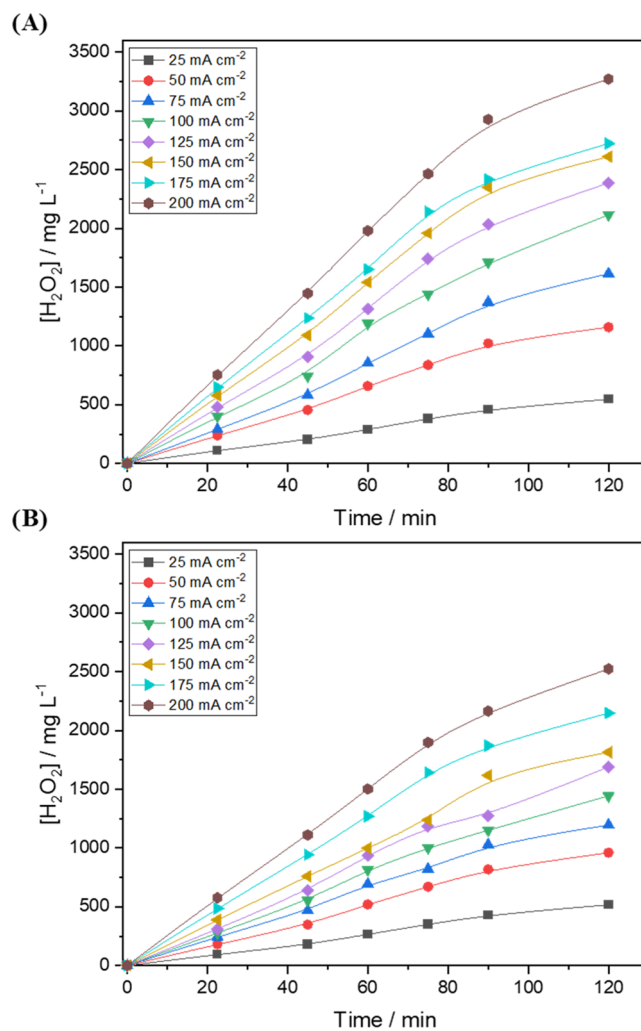 (A)
3500
3000
2500
2000
1500
1000
500
0
[H₂O₂] / mg L⁻¹
25 mA cm⁻²
50 mA cm⁻²
75 mA cm⁻²
100 mA cm⁻²
125 mA cm⁻²
150 mA cm⁻²
175 mA cm⁻²
200 mA cm⁻²
0 20 40 60 80 100 120
Time / min
(B)
3500
3000
2500
2000
1500
1000
500
0
[H₂O₂] / mg L⁻¹
25 mA cm⁻²
50 mA cm⁻²
75 mA cm⁻²
100 mA cm⁻²
125 mA cm⁻²
150 mA cm⁻²
175 mA cm⁻²
200 mA cm⁻²
0 20 40 60 80 100 120
Time / min